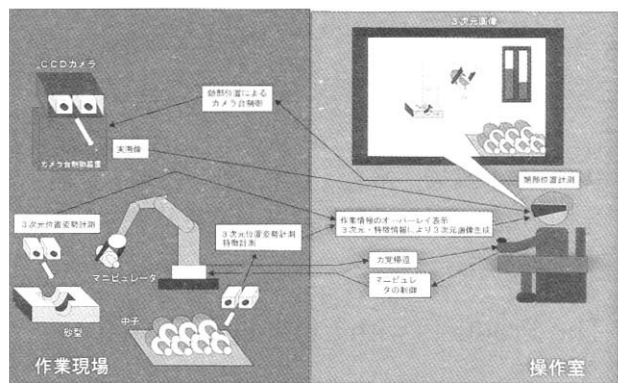 3次元画像
CCDカメラ
頭部位置による
カメラ台制御
カメラ台制御装置
実画像
頭部位置計測
3次元位置姿勢計測
3次元位置姿勢計測
特徴計測
作業情報のオーバーレイ表示
3次元・特徴情報により3次元画像生成
マニピュレータ
力覚帰還
マニピュレ
ータの制御
砂型
中子
作業現場
操作室